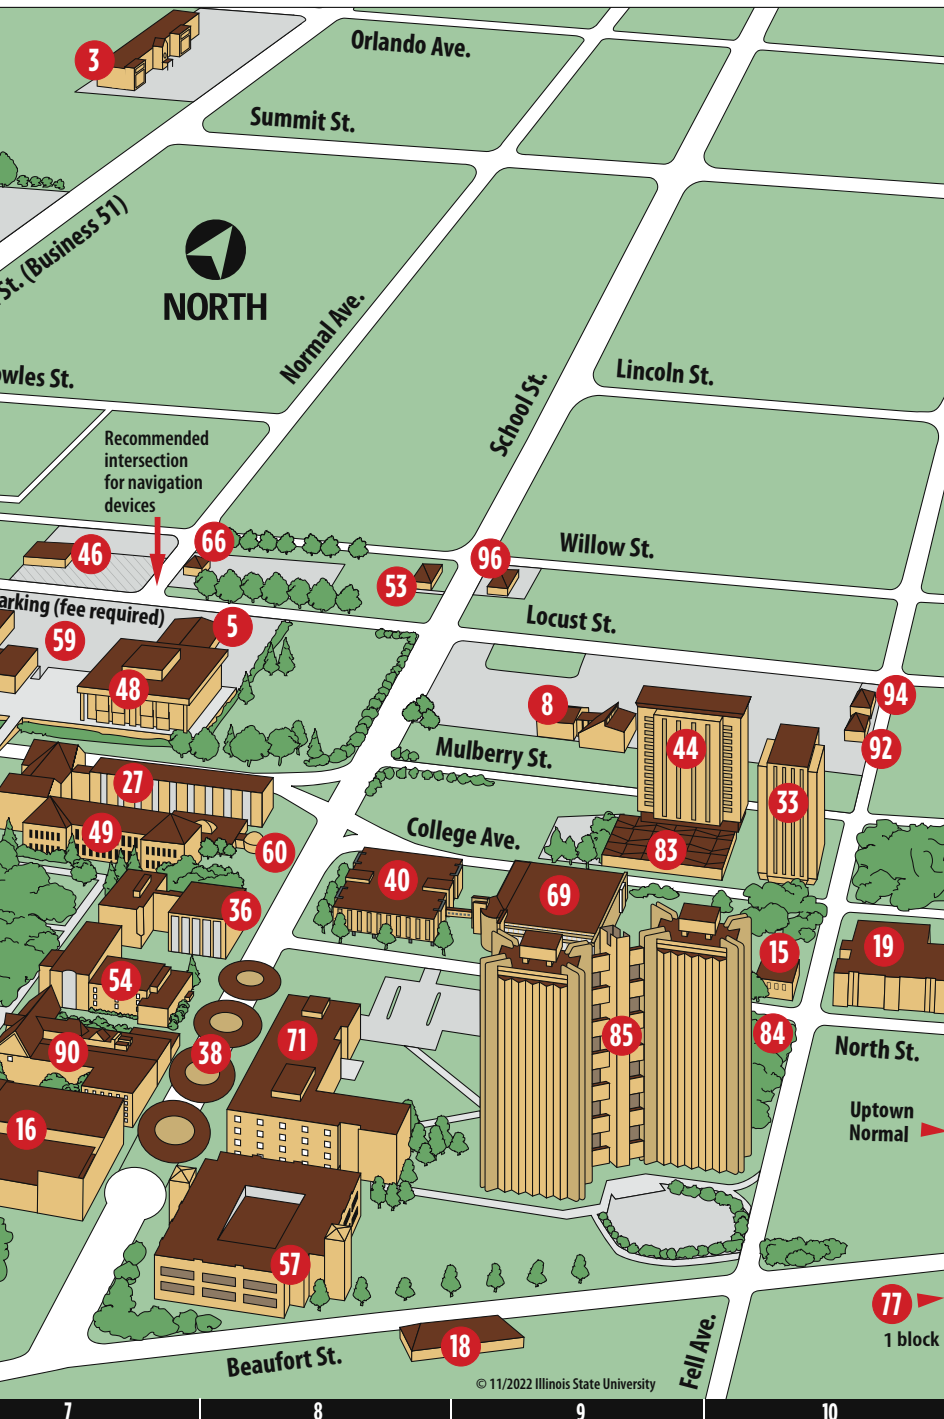 3
Orlando Ave.
Summit St.
St. (Business 51)
NORTH
Normal Ave.
owles St.
Lincoln St.
School St.
Recommended
intersection
for navigation
devices
66
46
96
Willow St.
53
arking (fee required)
59
5
Locust St.
48
8
94
44
92
Mulberry St.
27
33
49
College Ave.
60
83
40
69
36
15
19
54
84
38
71
85
90
North St.
16
Uptown
Normal
57
77
18
1 block
Beaufort St.
Fell Ave.
© 11/2022 Illinois State University
7 8 9 10